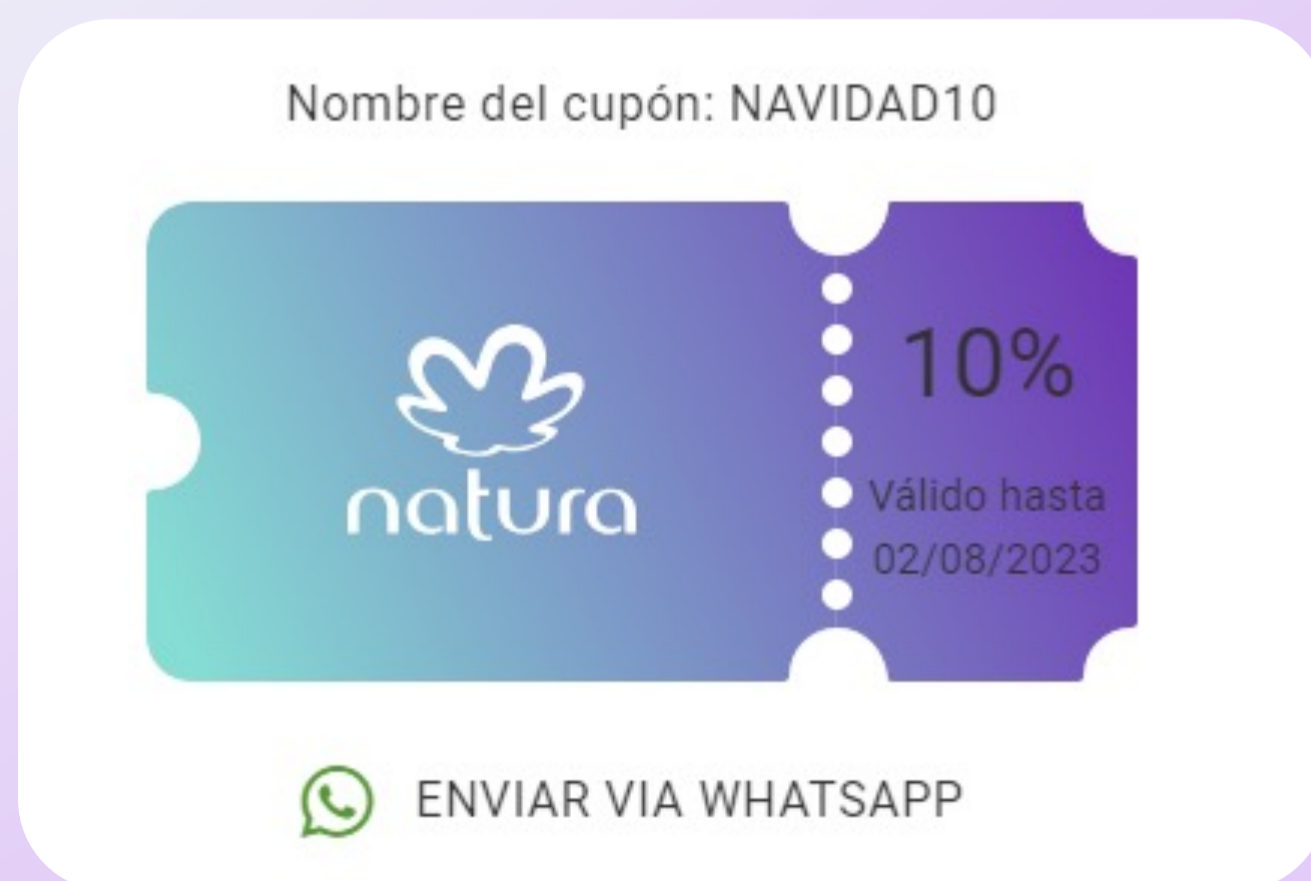 Nombre del cupón: NAVIDAD10
natura
10%
Válido hasta
02/08/2023
ENVIAR VIA WHATSAPP